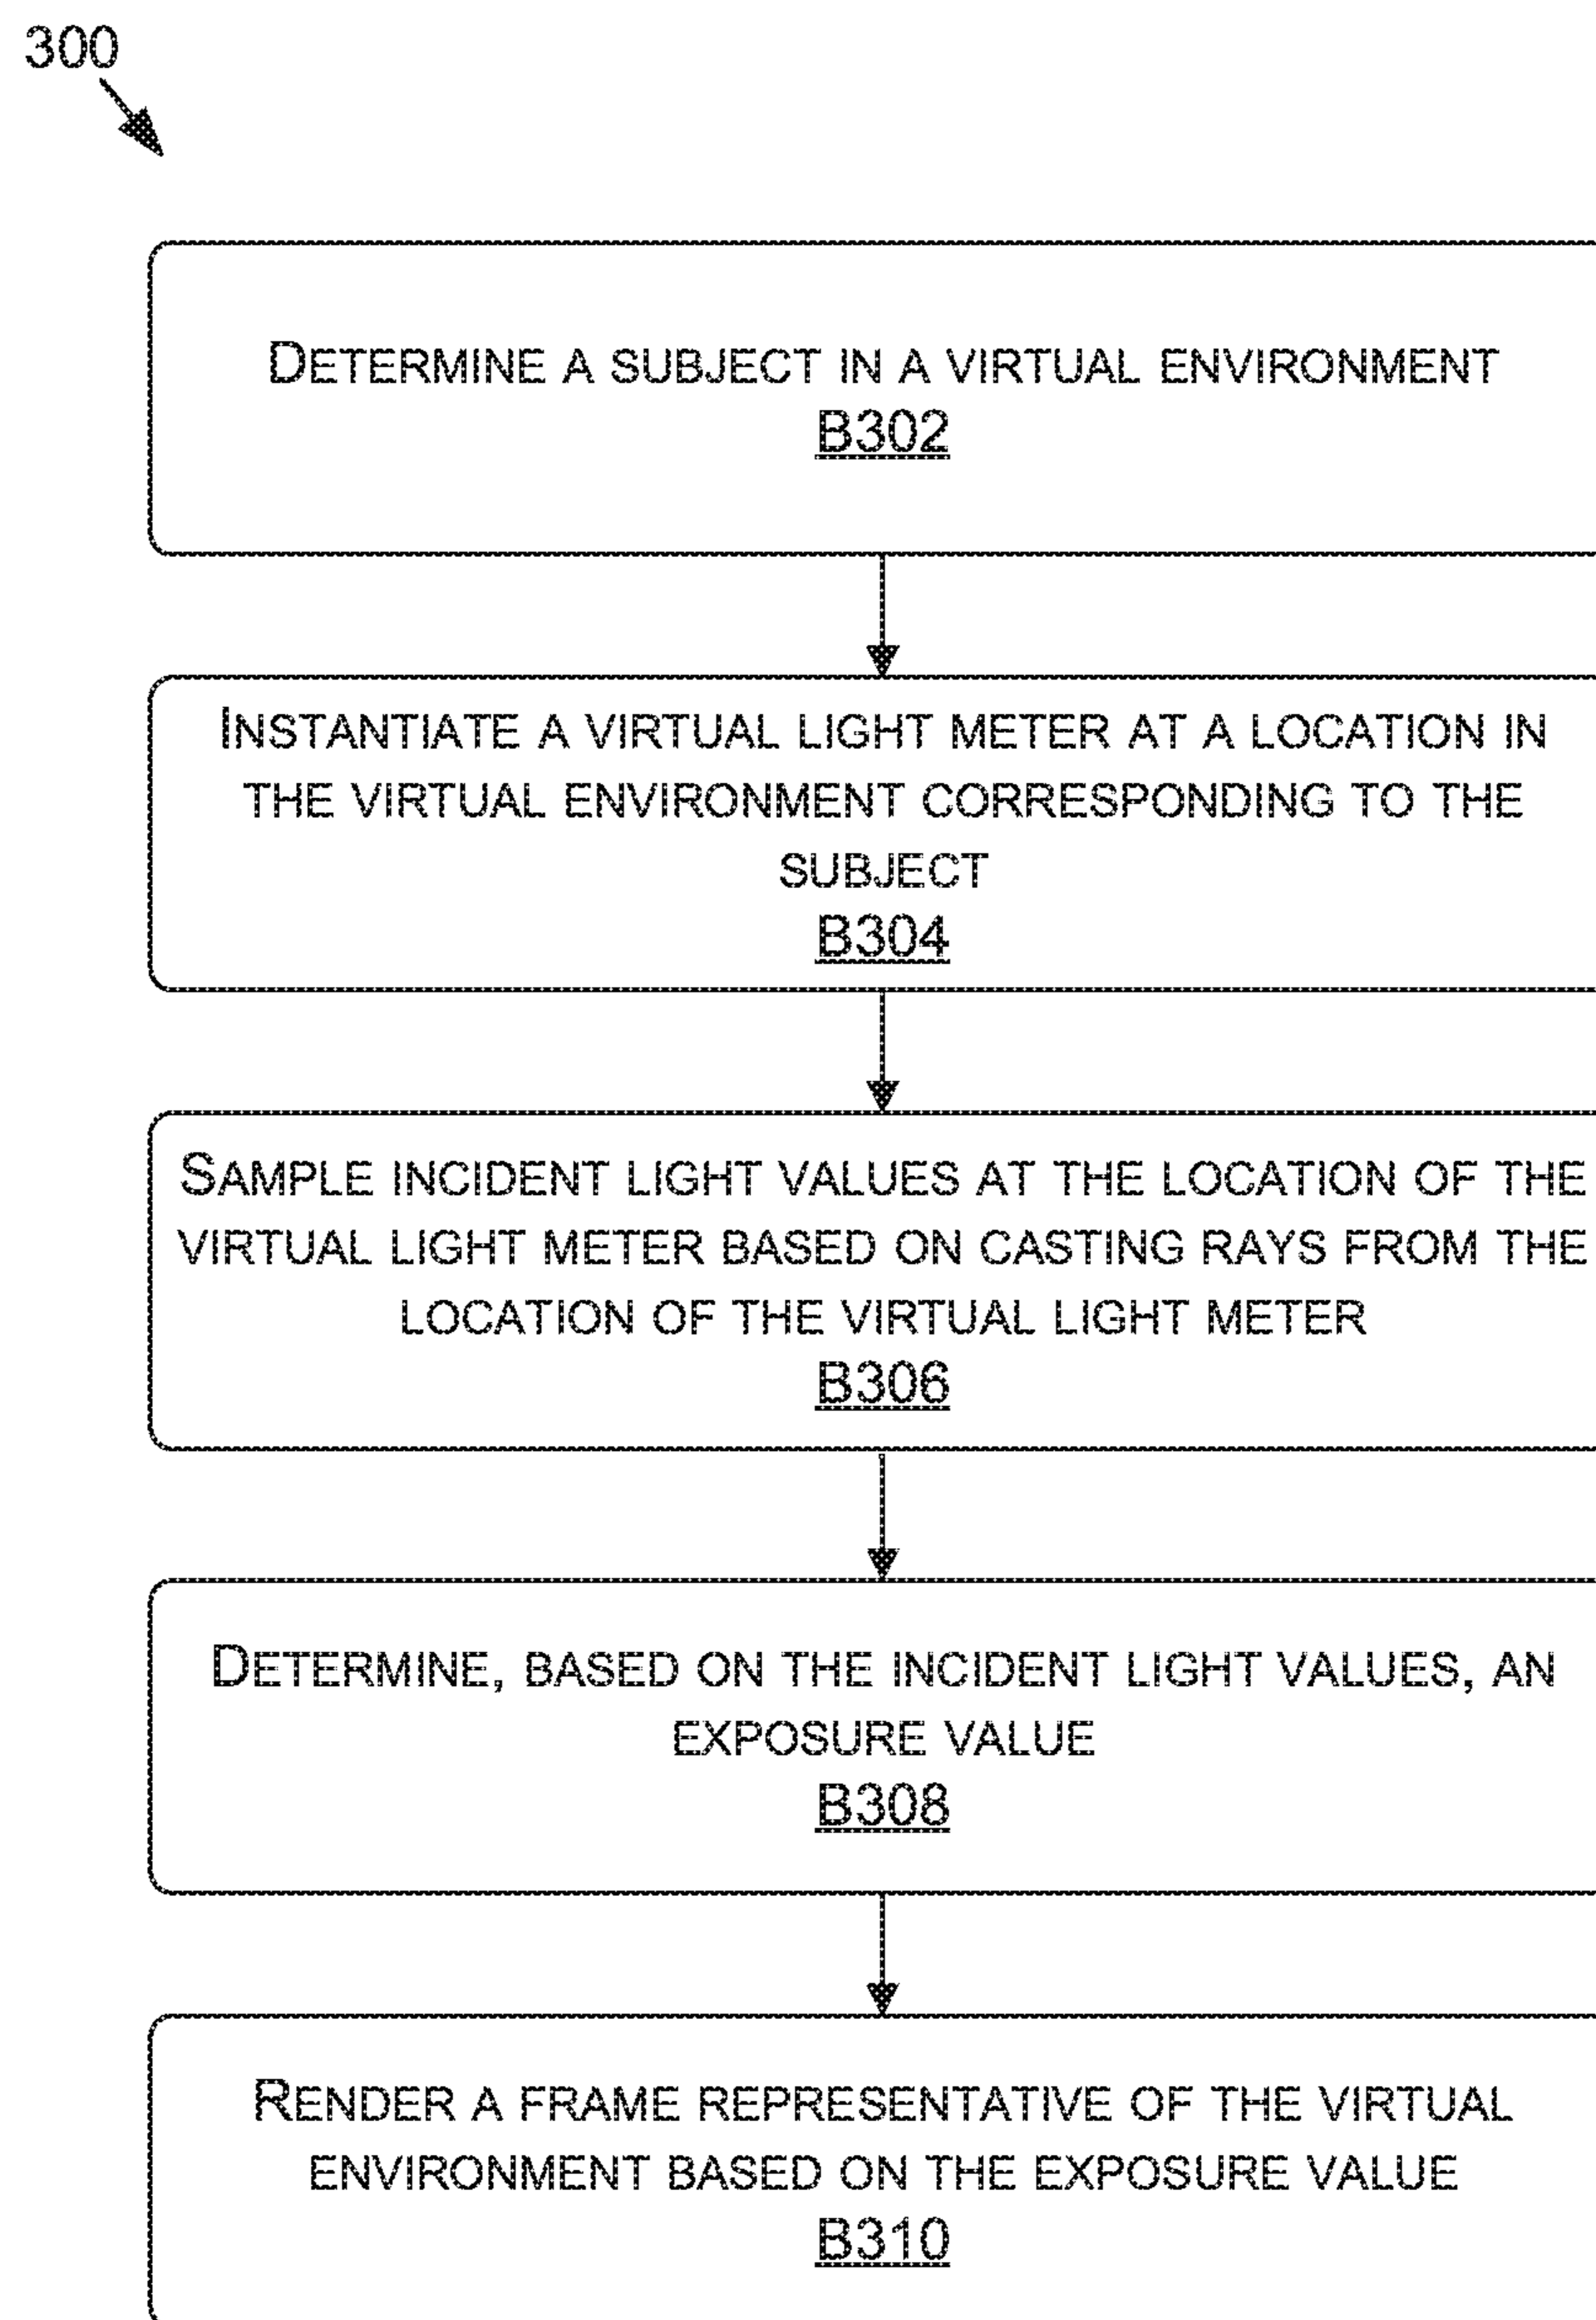 300
DETERMINE A SUBJECT IN A VIRTUAL ENVIRONMENT
B302
INSTANTIATE A VIRTUAL LIGHT METER AT A LOCATION IN
THE VIRTUAL ENVIRONMENT CORRESPONDING TO THE
SUBJECT
B304
SAMPLE INCIDENT LIGHT VALUES AT THE LOCATION OF THE
VIRTUAL LIGHT METER BASED ON CASTING RAYS FROM THE
LOCATION OF THE VIRTUAL LIGHT METER
B306
DETERMINE, BASED ON THE INCIDENT LIGHT VALUES, AN
EXPOSURE VALUE
B308
RENDER A FRAME REPRESENTATIVE OF THE VIRTUAL
ENVIRONMENT BASED ON THE EXPOSURE VALUE
B310